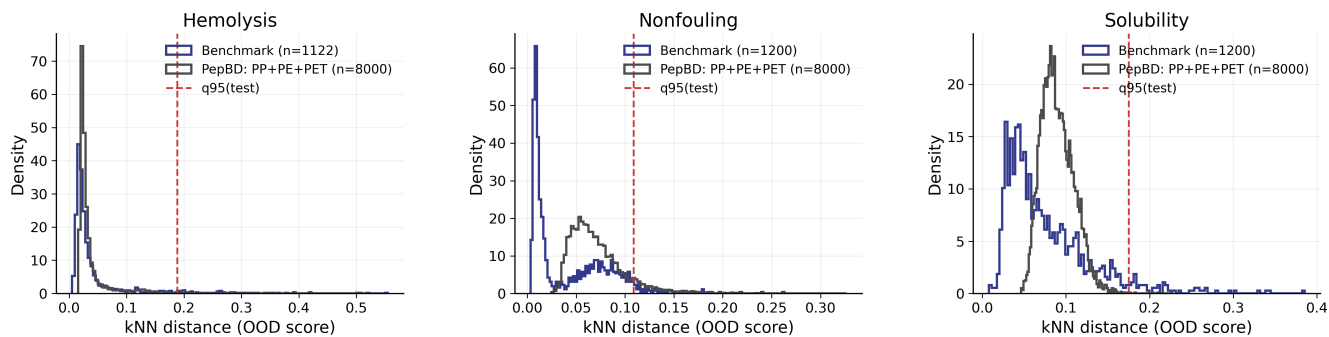 Hemolysis
Density
70
60
50
40
30
20
10
0
0.0 0.1 0.2 0.3 0.4 0.5
kNN distance (OOD score)
Benchmark (n=1122)
PepBD: PP+PE+PET (n=8000)
q95(test)
Nonfouling
Density
60
50
40
30
20
10
0
0.00 0.05 0.10 0.15 0.20 0.25 0.30
kNN distance (OOD score)
Benchmark (n=1200)
PepBD: PP+PE+PET (n=8000)
q95(test)
Solubility
Density
20
15
10
5
0
0.0 0.1 0.2 0.3 0.4
kNN distance (OOD score)
Benchmark (n=1200)
PepBD: PP+PE+PET (n=8000)
q95(test)